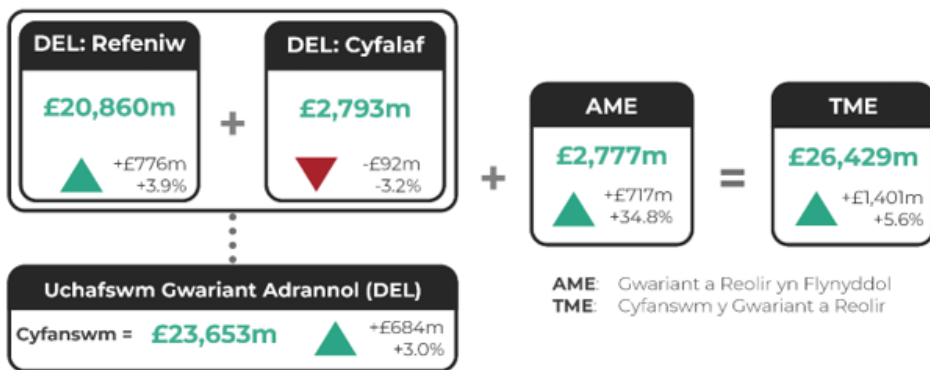 DEL: Refeniw
£20,860m
+£776m
+3.9%
+
DEL: Cyfalaf
£2,793m
-£92m
-3.2%
+
AME
£2,777m
+£717m
+34.8%
=
TME
£26,429m
+£1,401m
+5.6%
Uchafswm Gwariant Adrannol (DEL)
Cyfanswm = £23,653m
+£684m
+3.0%
AME: Gwariant a Reolir yn Flynyddol
TME: Cyfanswm y Gwariant a Reolir